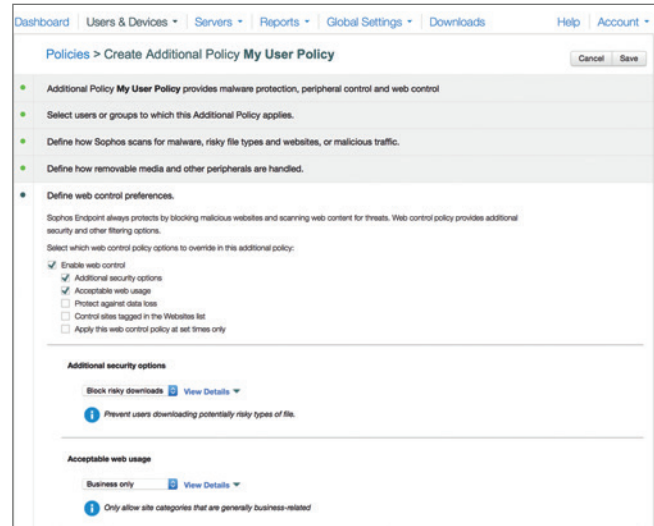 Dashboard Users & Devices Servers Reports Global Settings Downloads Help Account
Policies > Create Additional Policy My User Policy
Cancel Save
Additional Policy My User Policy provides malware protection, peripheral control and web control
Select users or groups to which this Additional Policy applies.
Define how Sophos scans for malware, risky file types and websites, or malicious traffic.
Define how removable media and other peripherals are handled.
Define web control preferences.
Sophos Endpoint always protects by blocking malicious websites and scanning web content for threats. Web control policy provides additional
security and other filtering options.
Select which web control policy options to override in this additional policy:
Enable web control
Additional security options
Acceptable web usage
Protect against data loss
Control sites tagged in the Websites list
Apply this web control policy at set times only
Additional security options
Block risky downloads View Details
Prevent users downloading potentially risky types of file.
Acceptable web usage
Business only View Details
Only allow site categories that are generally business-related